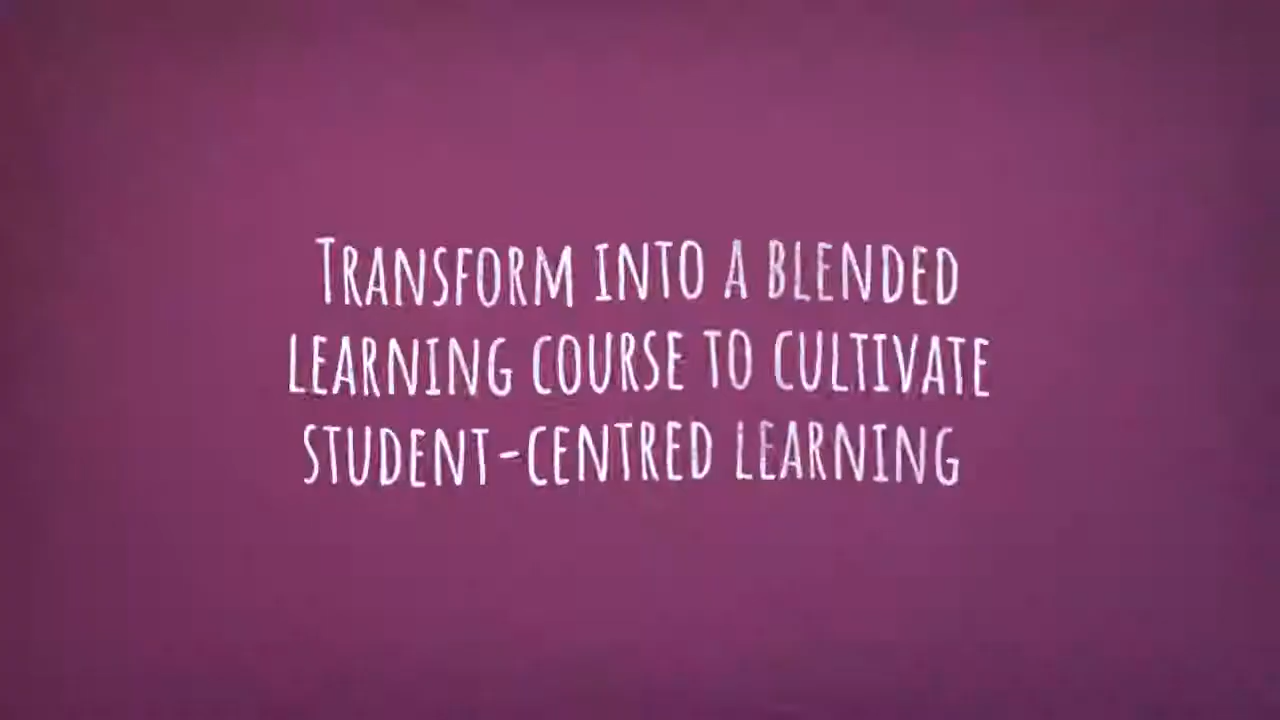 Transform into a blended
learning course to cultivate
student-centred learning